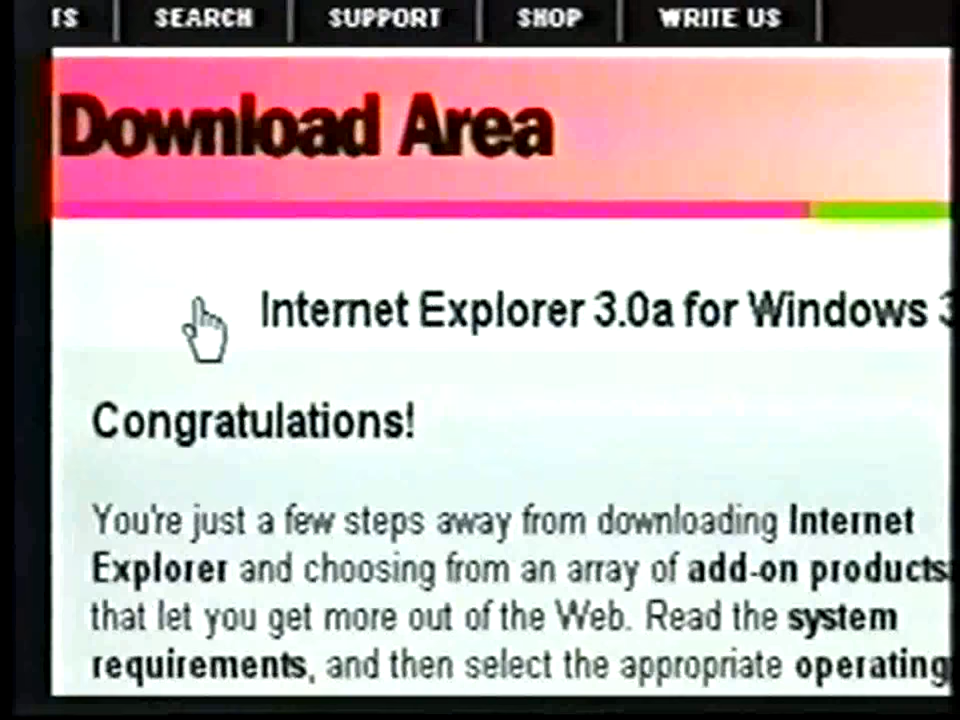 TS SEARCH SUPPORT SHOP WRITE US
Download Area
Internet Explorer 3.0a for Windows 3
Congratulations!
You're just a few steps away from downloading Internet
Explorer and choosing from an array of add-on products
that let you get more out of the Web. Read the system
requirements, and then select the appropriate operating